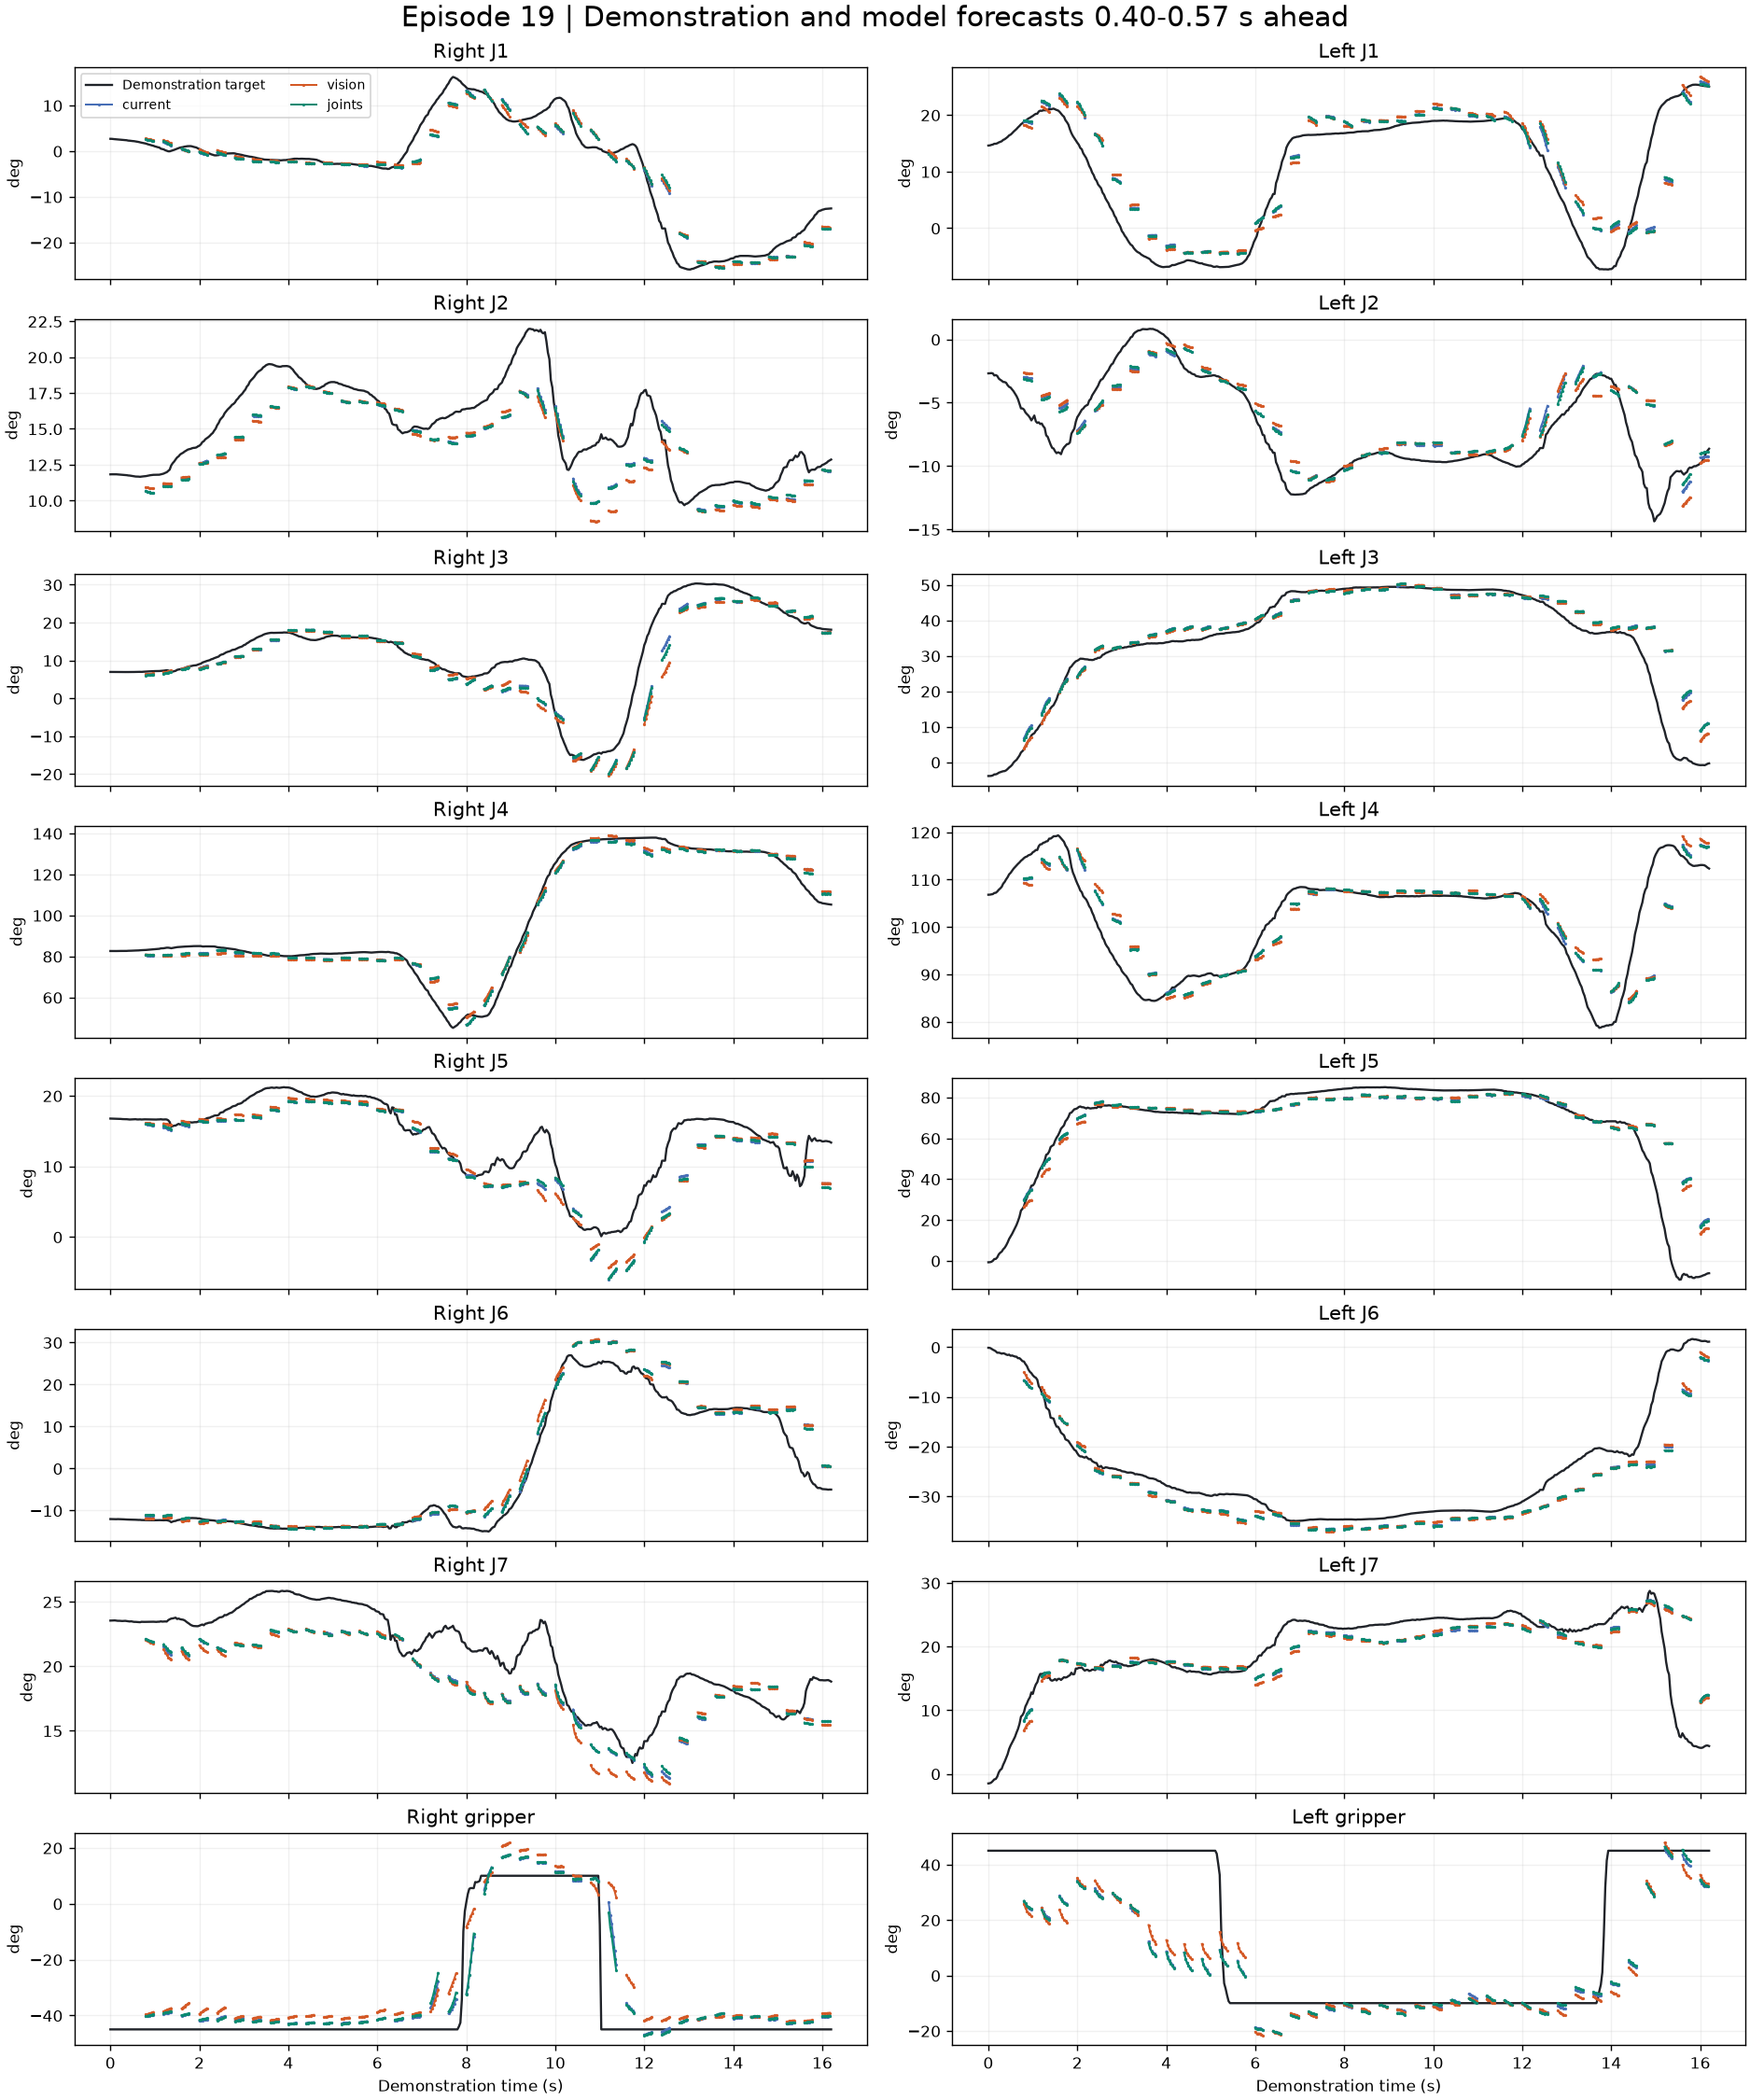 Episode 19 | Demonstration and model forecasts 0.40-0.57 s ahead
Right J1
Left J1
Demonstration target
current
vision
joints
deg
10
0
−10
−20
deg
20
10
0
Right J2
Left J2
deg
22.5
20.0
17.5
15.0
12.5
10.0
deg
0
−5
−10
−15
Right J3
Left J3
deg
30
20
10
0
−10
−20
deg
50
40
30
20
10
0
Right J4
Left J4
deg
140
120
100
80
60
deg
120
110
100
90
80
Right J5
Left J5
deg
20
10
0
deg
80
60
40
20
0
Right J6
Left J6
deg
30
20
10
0
−10
deg
0
−10
−20
−30
Right J7
Left J7
deg
25
20
15
deg
30
20
10
0
Right gripper
Left gripper
deg
20
0
−20
−40
deg
40
20
0
−20
0 2 4 6 8 10 12 14 16
0 2 4 6 8 10 12 14 16
Demonstration time (s)
Demonstration time (s)